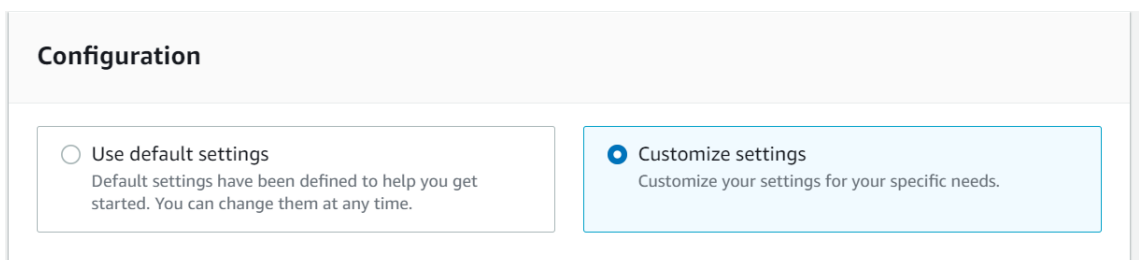 Configuration
Use default settings
Default settings have been defined to help you get
started. You can change them at any time.
Customize settings
Customize your settings for your specific needs.